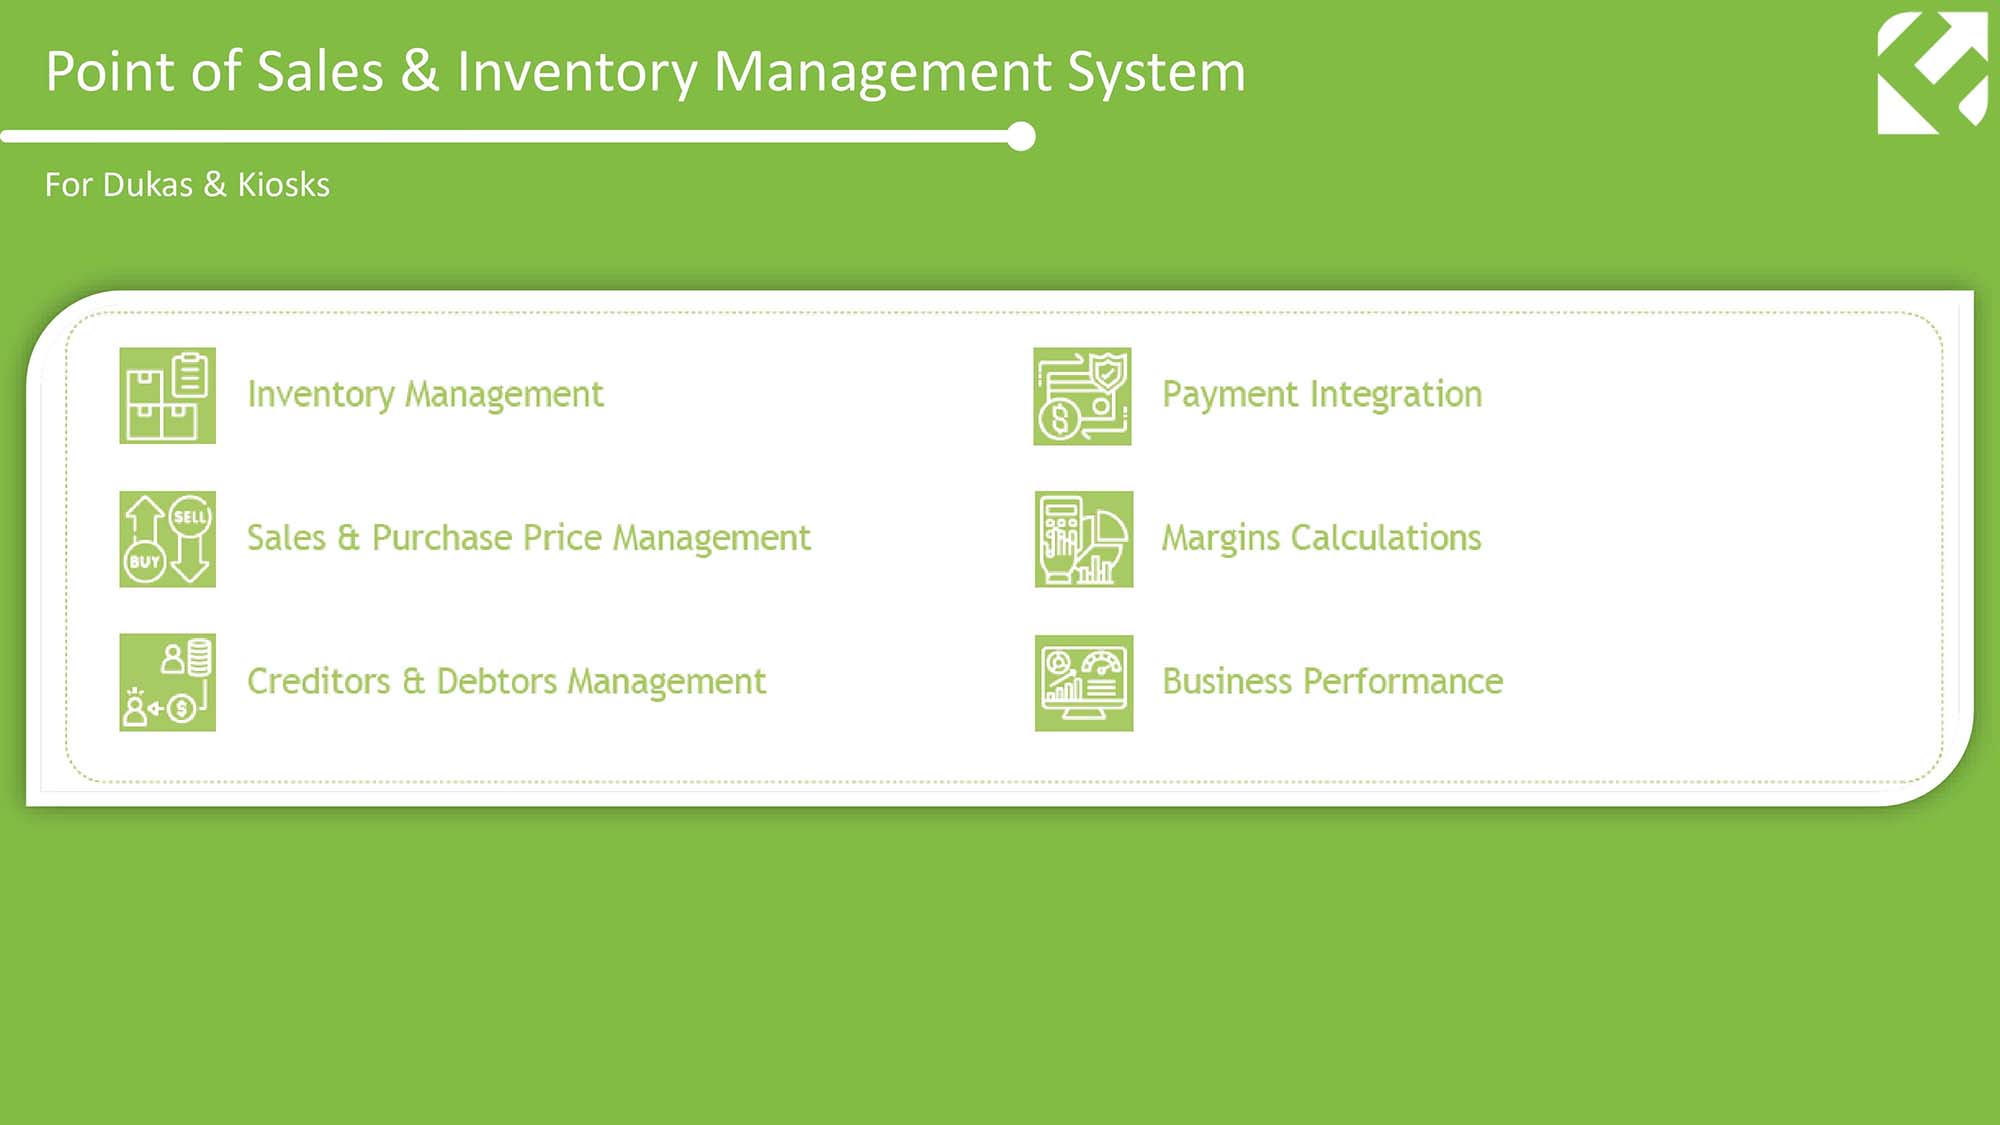 Point of Sales & Inventory Management System
For Dukas & Kiosks
Inventory Management
Payment Integration
SELL
BUY
Sales & Purchase Price Management
Margins Calculations
Creditors & Debtors Management
Business Performance